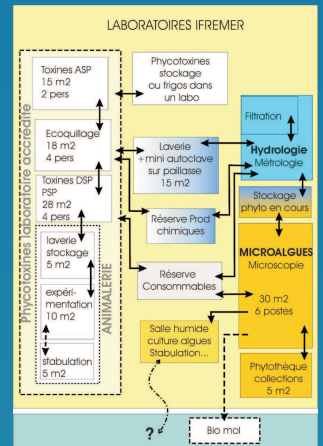 LABORATOIRES IFREMER
Phycotoxines laboratoire accrédité
Toxines ASP
15 m2
2 pers
Ecoquillage
18 m2
4 pers
Toxines DSP
PSP
28 m2
4 pers
laverie
stockage
5 m2
expéri-
mentation
10 m2
stabulation
5 m2
ANIMALERIE
Phycotoxines
stockage
ou frigos dans
un labo
Laverie
+mini autoclave sur
paillasse
15 m2
Réserve Prod
chimiques
Réserve
Consommables
Salle humide
culture algues
Stabulation...
?
Filtration
Hydrologie
Métrologie
Stockage
phyto en cours
MICROALGUES
Microscopie
30 m2
6 postes
Phytothèque
collections
5 m2
Bio mol